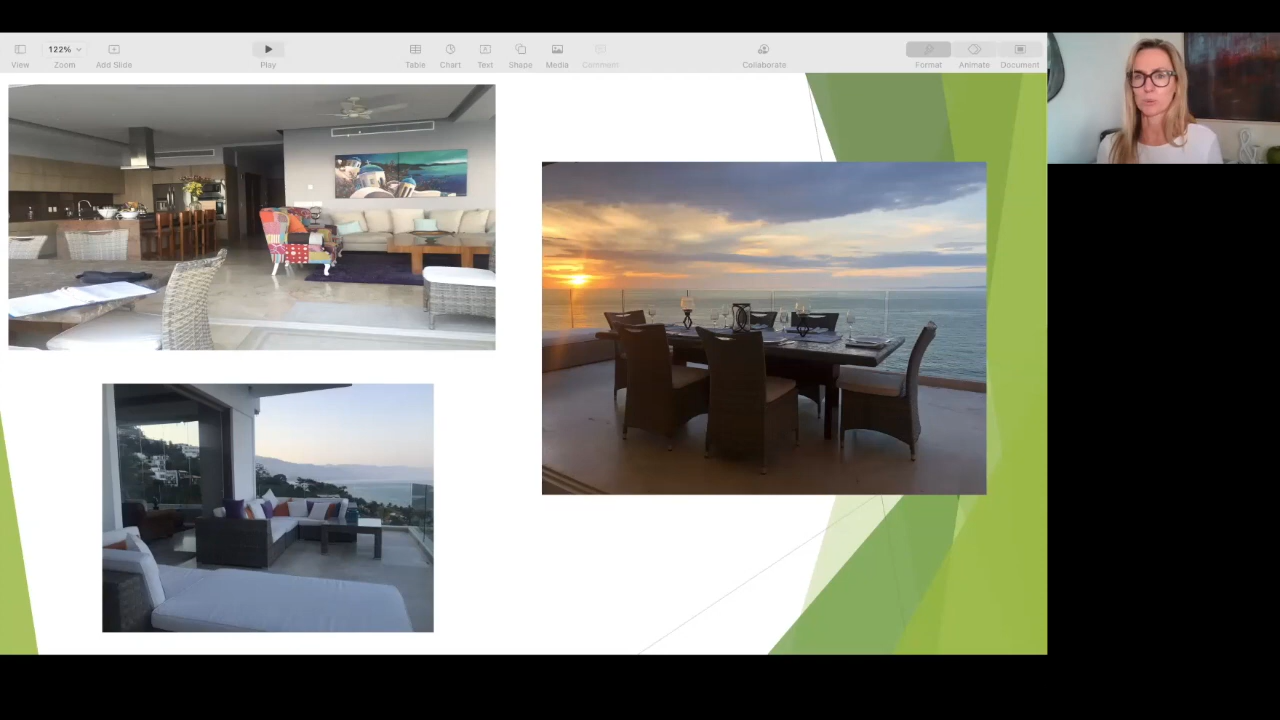 122%
View
Zoom
Add Slide
Play
Table
Chart
Text
Shape
Media
Comment
Collaborate
Format
Animate
Document